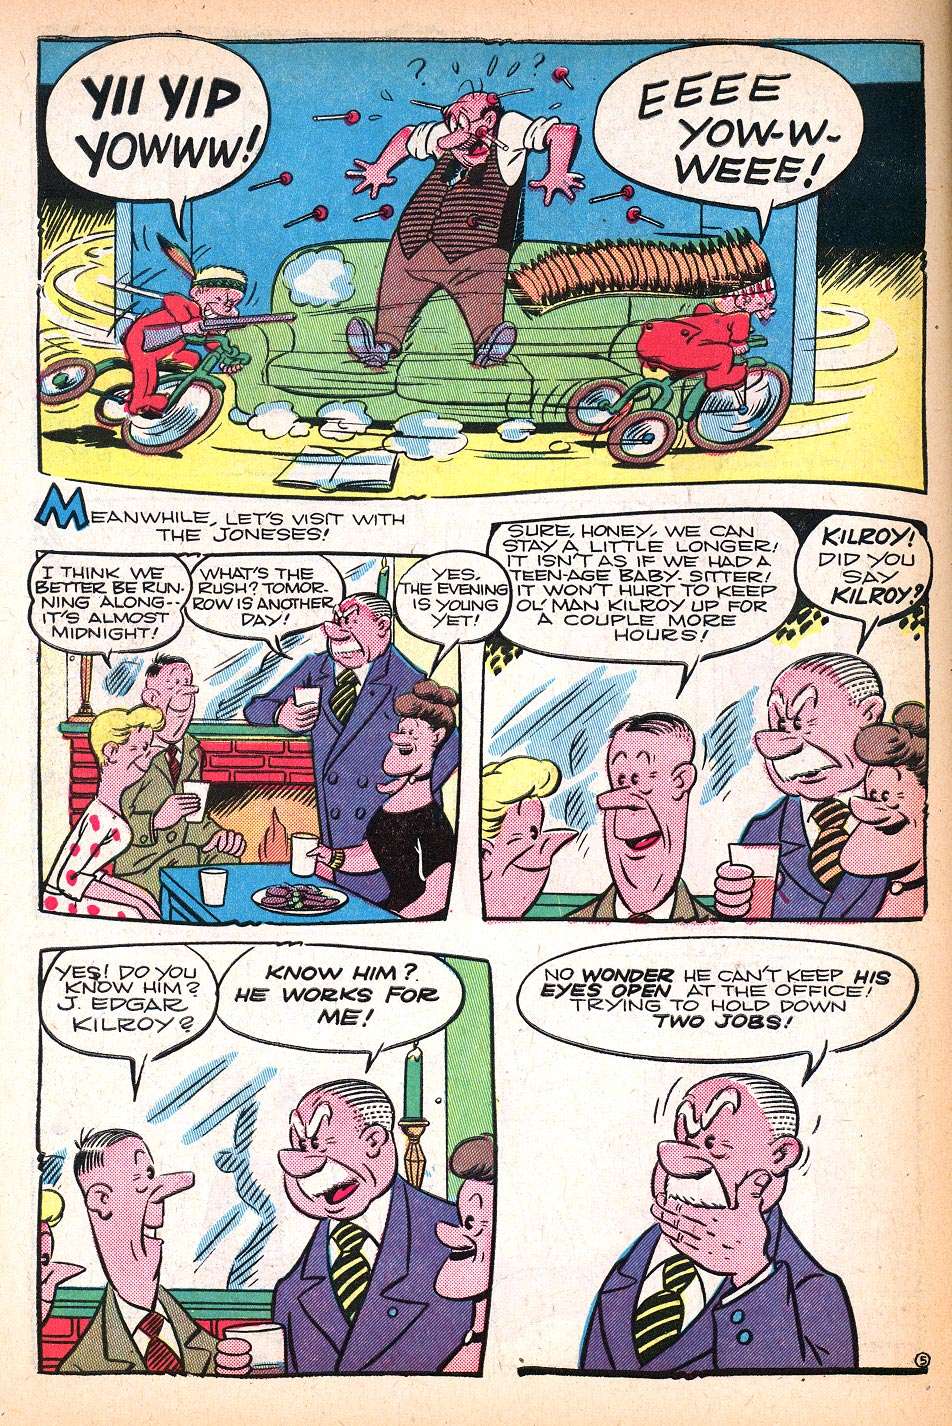 YII YIP
YOWWW!
?
?
EEEE
YOW-W-
WEEE!
MEANWHILE, LET'S VISIT WITH
THE JONESES!
I THINK WE
BETTER BE RUN-
NING ALONG--
IT'S ALMOST
MIDNIGHT!
WHAT'S THE
RUSH? TOMOR-
ROW IS ANOTHER
DAY!
YES,
THE EVENING
IS YOUNG
YET!
SURE, HONEY, WE CAN
STAY A LITTLE LONGER!
IT ISN'T AS IF WE HAD A
TEEN-AGE BABY-SITTER!
IT WON'T HURT TO KEEP
OL' MAN KILROY UP FOR
A COUPLE MORE
HOURS!
KILROY!
DID YOU
SAY
KILROY?
YES! DO YOU
KNOW HIM?
J. EDGAR
KILROY?
KNOW HIM?
HE WORKS FOR
ME!
NO WONDER HE CAN'T KEEP HIS
EYES OPEN AT THE OFFICE!
TRYING TO HOLD DOWN
TWO JOBS!
5